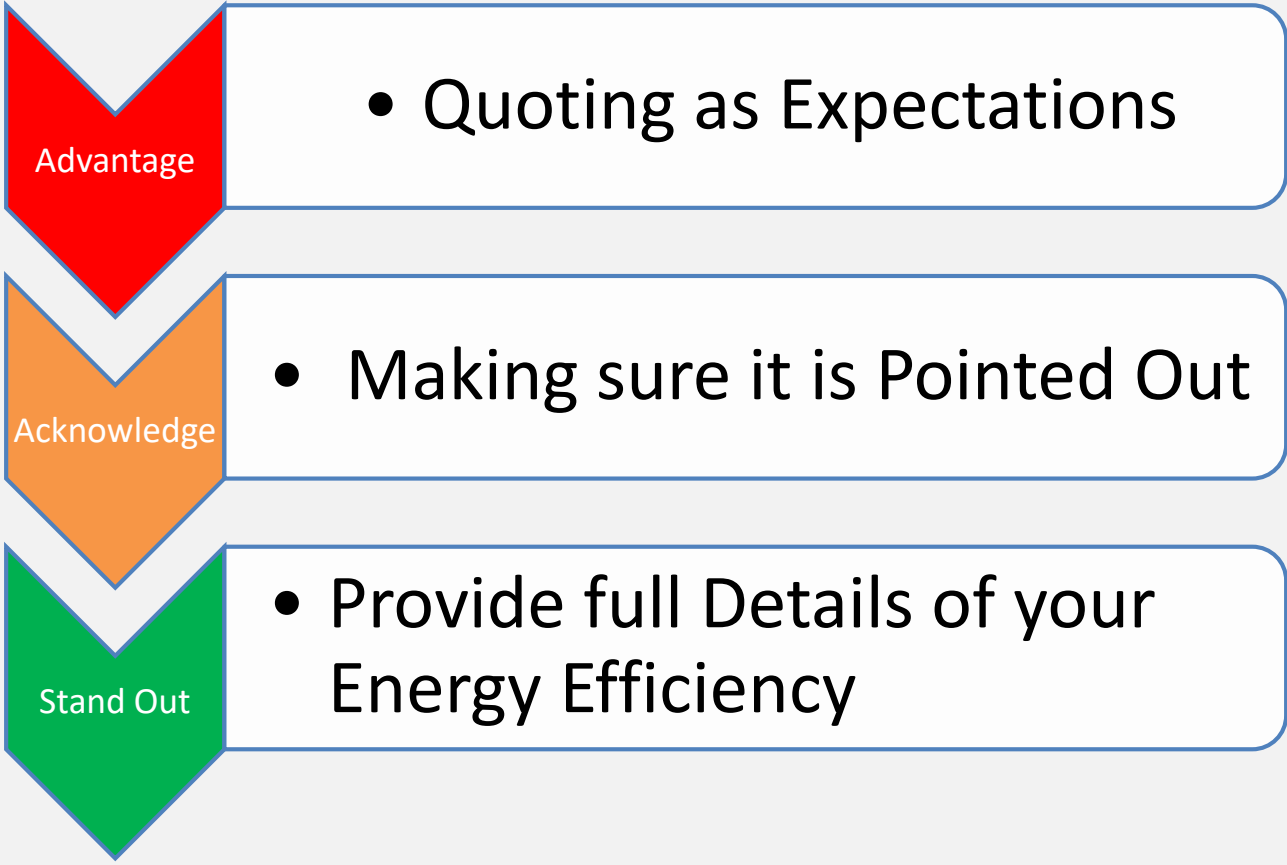 Advantage
• Quoting as Expectations
Acknowledge
• Making sure it is Pointed Out
Stand Out
• Provide full Details of your
Energy Efficiency